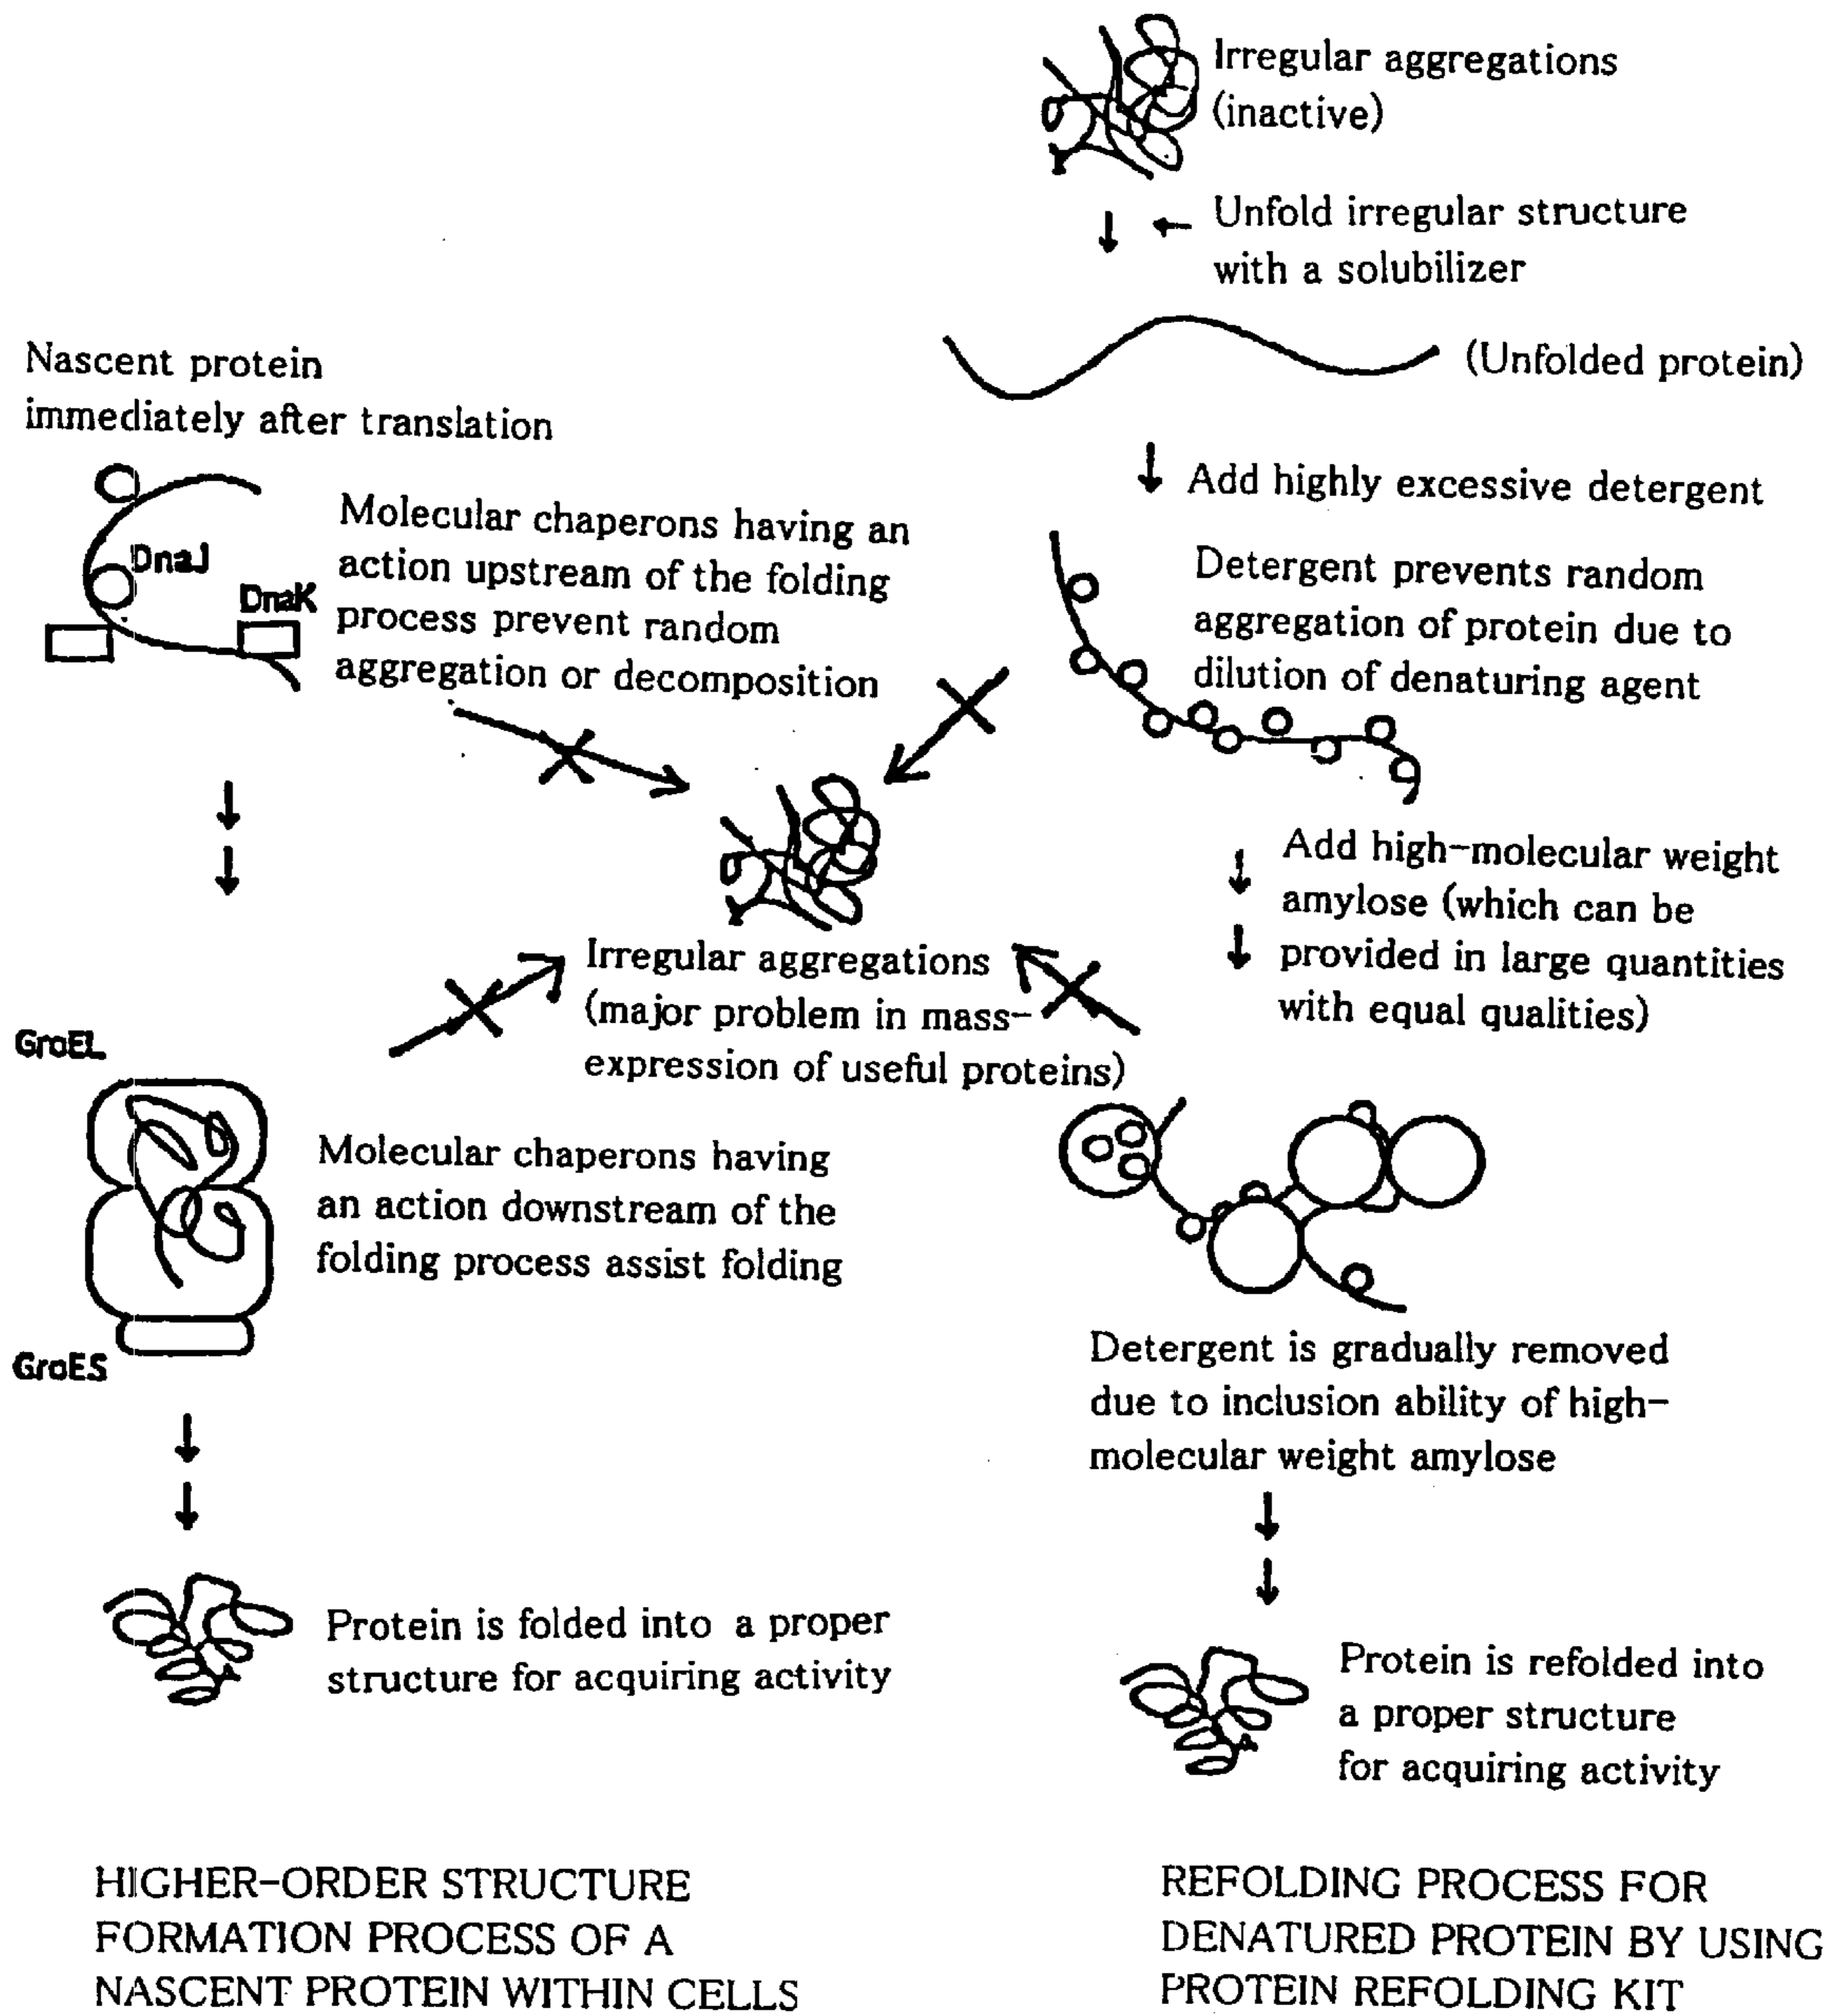 Irregular aggregations
(inactive)
Unfold irregular structure
with a solubilizer
(Unfolded protein)
Nascent protein
immediately after translation
Add highly excessive detergent
DnaJ
DnaK
Molecular chaperons having an
action upstream of the folding
process prevent random
aggregation or decomposition
Detergent prevents random
aggregation of protein due to
dilution of denaturing agent
Add high-molecular weight
amylose (which can be
provided in large quantities
with equal qualities)
Irregular aggregations
(major problem in mass-
expression of useful proteins)
GroEL
GroES
Molecular chaperons having
an action downstream of the
folding process assist folding
Detergent is gradually removed
due to inclusion ability of high-
molecular weight amylose
Protein is folded into a proper
structure for acquiring activity
Protein is refolded into
a proper structure
for acquiring activity
HIGHER-ORDER STRUCTURE
FORMATION PROCESS OF A
NASCENT PROTEIN WITHIN CELLS
REFOLDING PROCESS FOR
DENATURED PROTEIN BY USING
PROTEIN REFOLDING KIT